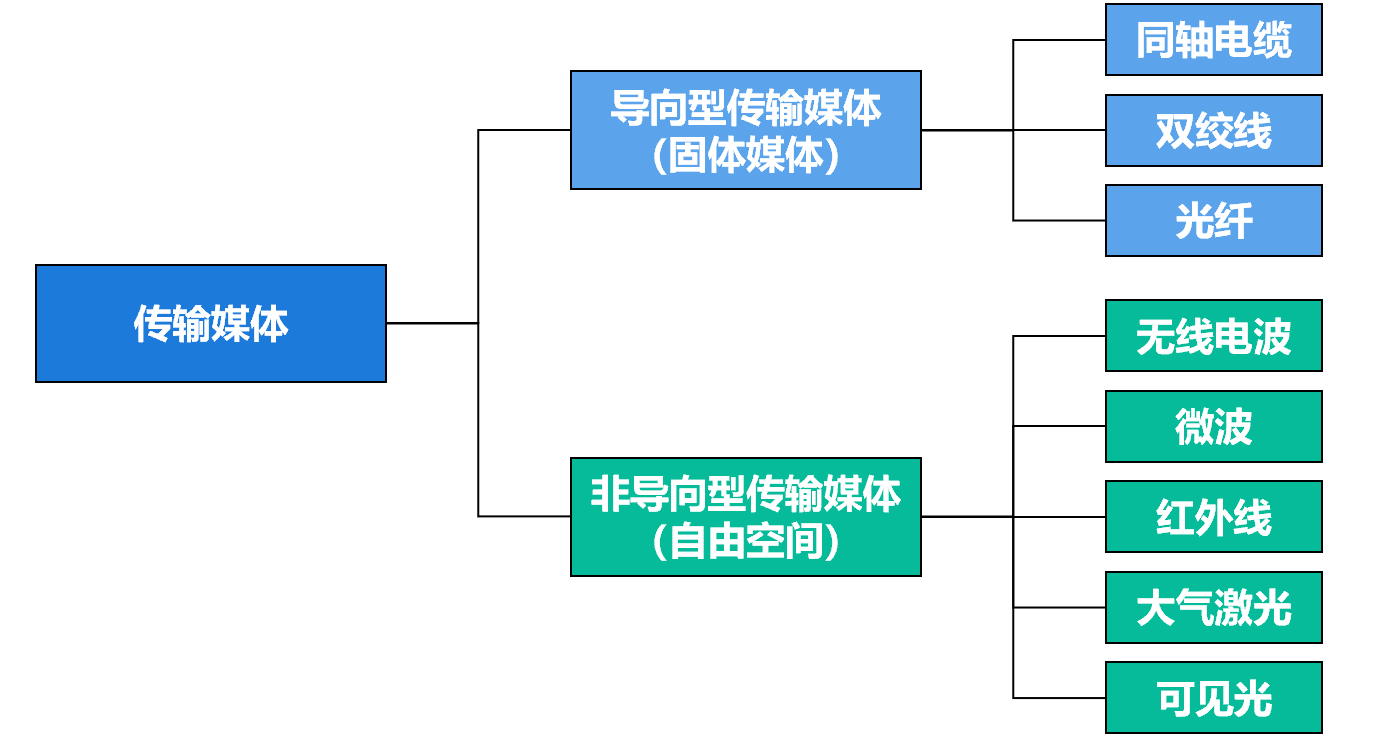 传输媒体
导向型传输媒体
（固体媒体）
同轴电缆
双绞线
光纤
非导向型传输媒体
（自由空间）
无线电波
微波
红外线
大气激光
可见光